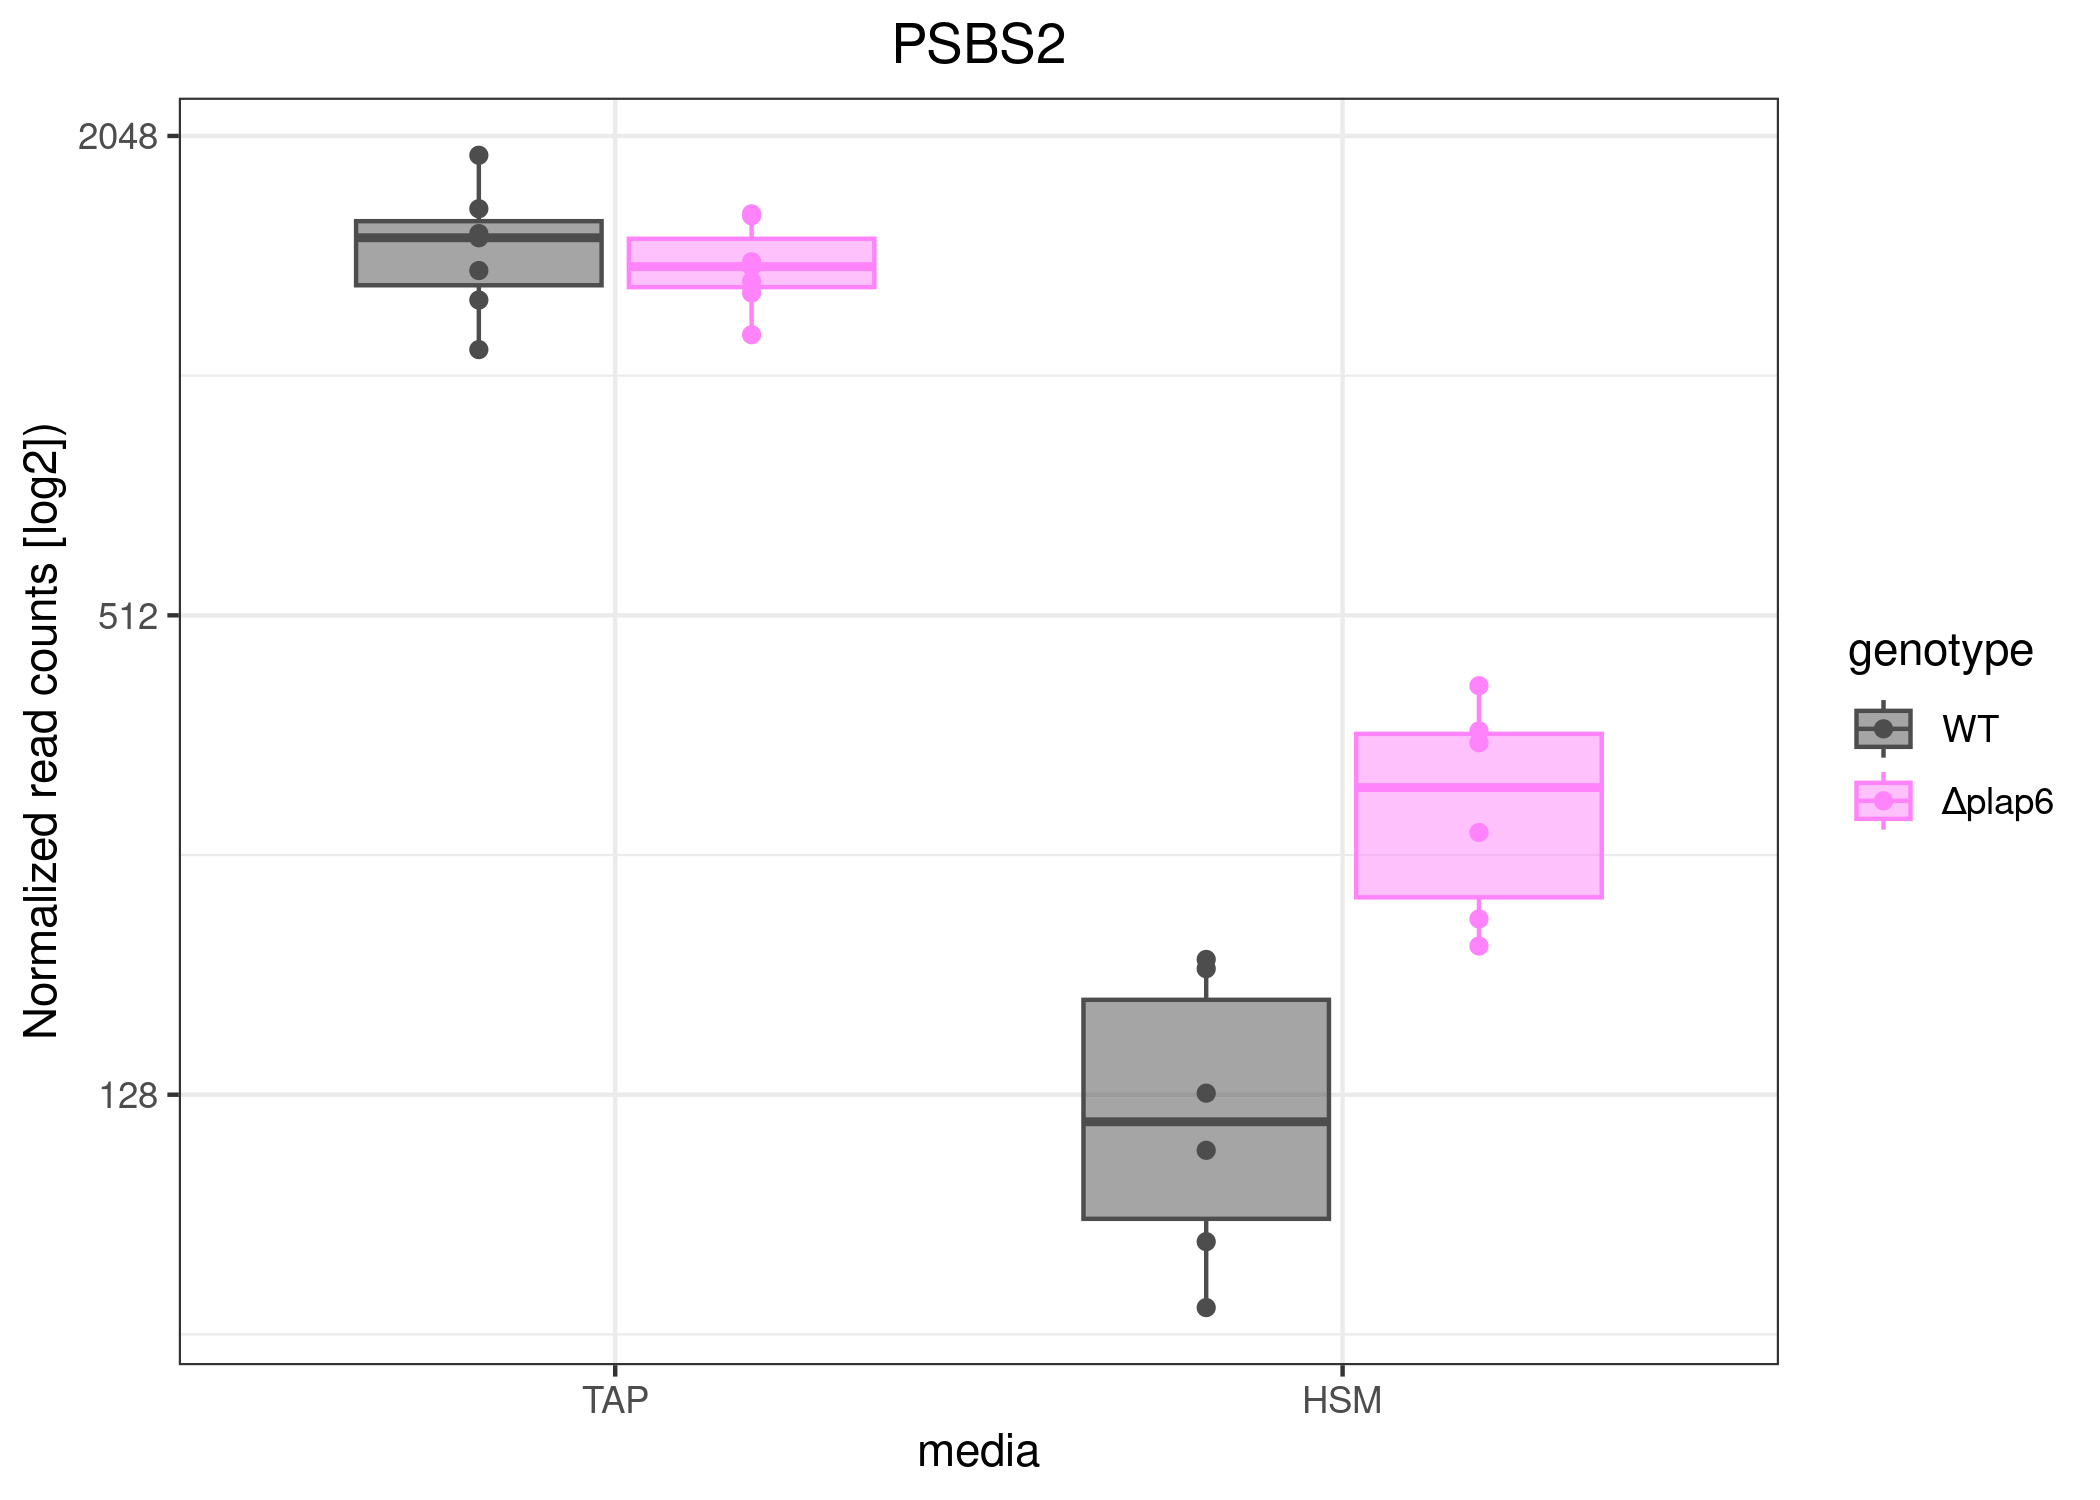 PSBS2
Normalized read counts [log2])
2048
512
128
TAP
HSM
media
genotype
WT
Δplap6